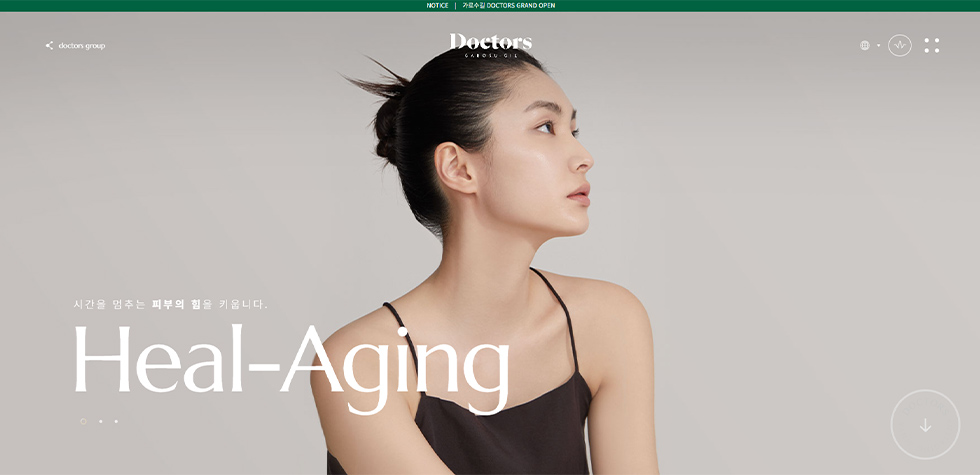 NOTICE | 가로수길 DOCTORS GRAND OPEN
doctors group
Doctors
GAROSU GIL
시간을 멈추는 피부의 힘을 키웁니다.
Heal-Aging